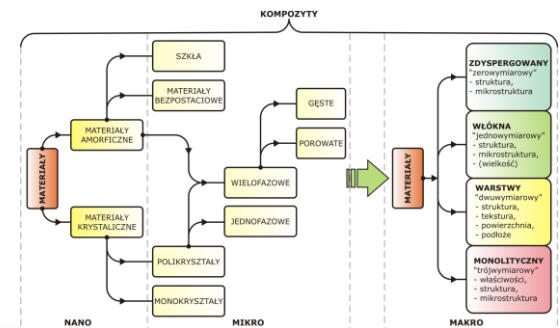 KOMPOZYTY
SZKŁA
MATERIAŁY
BEZPOSTACIOWE
MATERIAŁY
AMORFICZNE
MATERIAŁY
MATERIAŁY
KRYSTALICZNE
POLIKRYSZTAŁY
MONOKRYSZTAŁY
GĘSTE
POROWATE
WIELOFAZOWE
JEDNOFAZOWE
MATERIAŁY
ZDYSPERGOWANY
"zerowymiarowy"
- struktura,
- mikrostruktura
WŁÓKNA
"jednowymiarowy"
- struktura,
- mikrostruktura,
- (wielkość)
WARSTWY
"dwuwymiarowy"
- struktura,
- tekstura,
- powierzchnia,
- podłoże
MONOLITYCZNY
"trójwymiarowy"
- właściwości,
- struktura,
- mikrostruktura
NANO
MIKRO
MAKRO